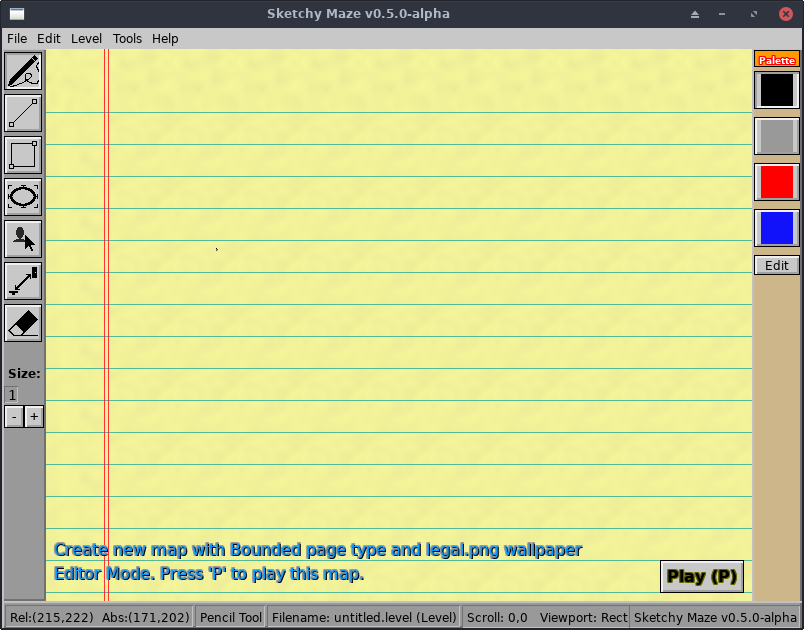 Sketchy Maze v0.5.0-alpha
File Edit Level Tools Help
Palette
Edit
Size:
1
- +
Create new map with Bounded page type and legal.png wallpaper
Editor Mode. Press 'P' to play this map.
Play (P)
Rel:(215,222) Abs:(171,202) Pencil Tool Filename: untitled.level (Level) Scroll: 0,0 Viewport: Rect Sketchy Maze v0.5.0-alpha